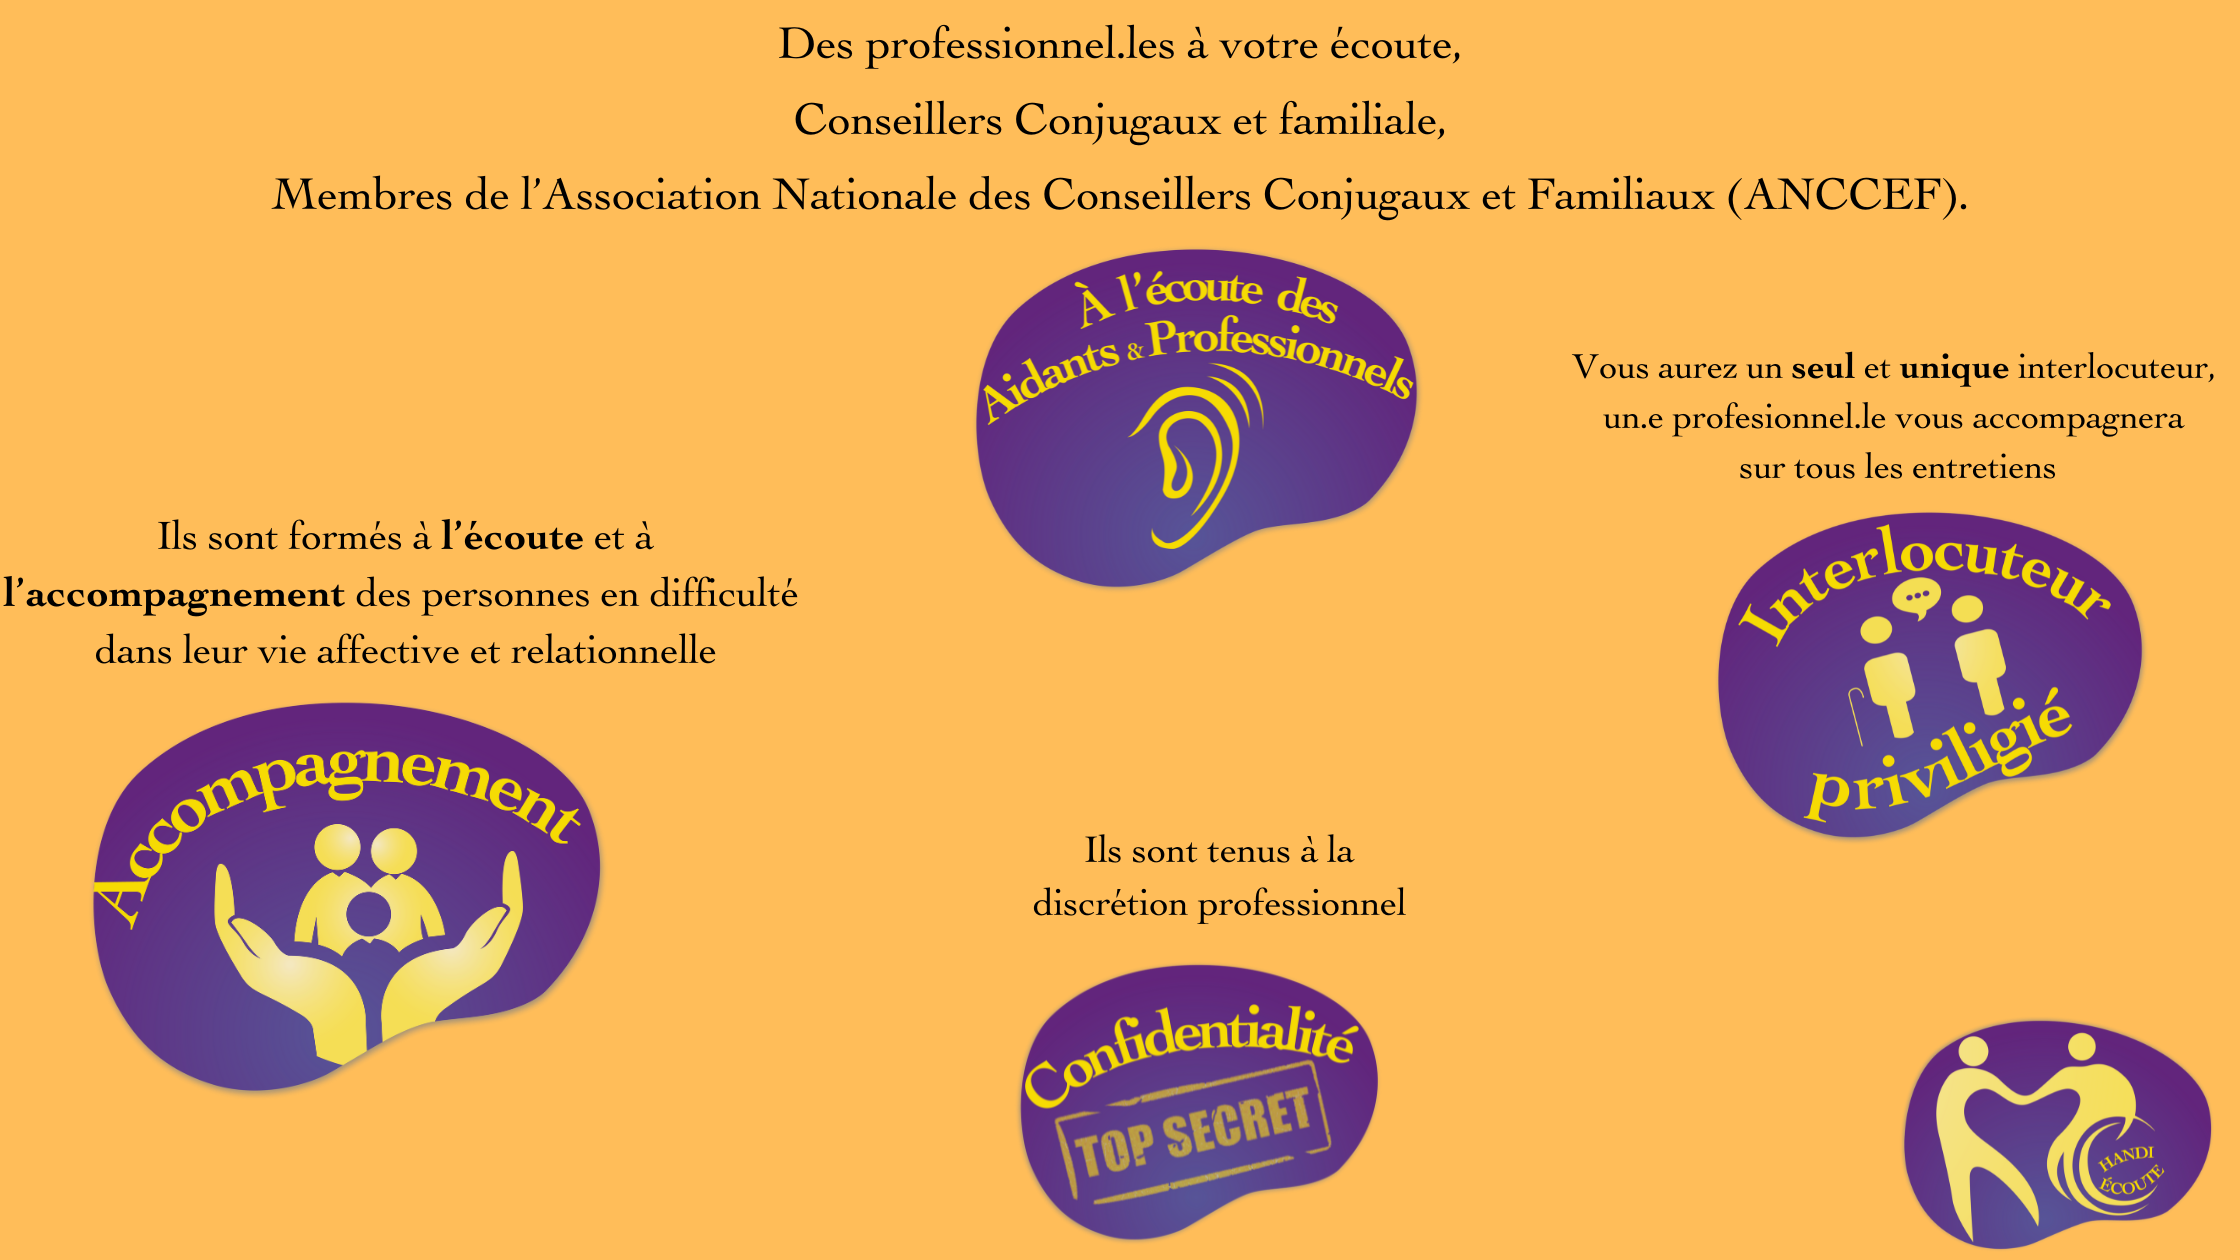 Des professionnel.les à votre écoute,
Conseillers Conjugaux et familiale,
Membres de l'Association Nationale des Conseillers Conjugaux et Familiaux (ANCCEF).
À l'écoute des
Aidants & Professionnels
Vous aurez un seul et unique interlocuteur,
un.e profesionnel.le vous accompagnera
sur tous les entretiens
Interlocuteur
priviligié
Ils sont formés à l'écoute et à
l'accompagnement des personnes en difficulté
dans leur vie affective et relationnelle
Accompagnement
Ils sont tenus à la
discrétion professionnel
Confidentialité
TOP SECRET
HANDI
ÉCOUTE